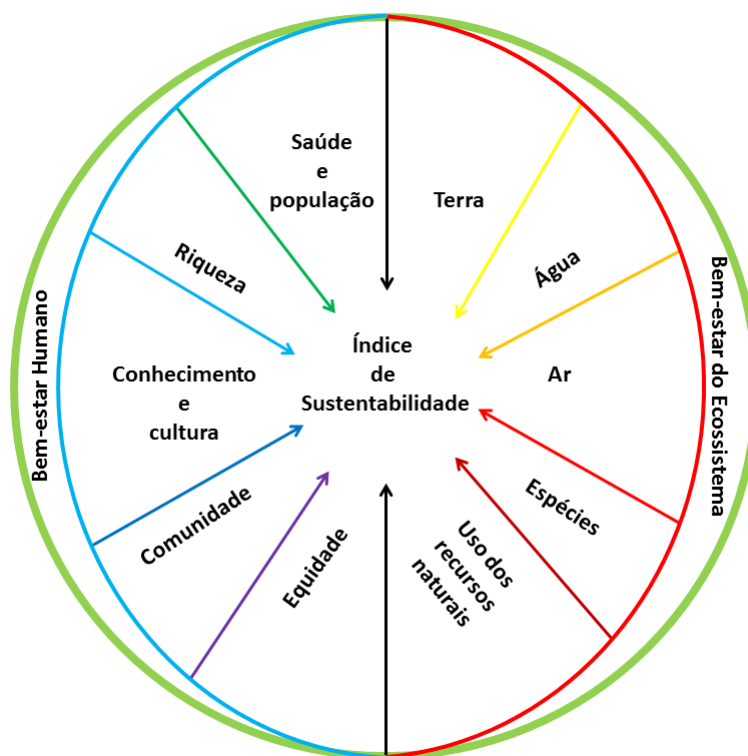 Saúde
e
população
Terra
Riqueza
Água
Bem-estar Humano
Bem-estar do Ecossistema
Índice
de
Sustentabilidade
Conhecimento
e
cultura
Ar
Comunidade
Espécies
Equidade
Uso dos
recursos
naturais